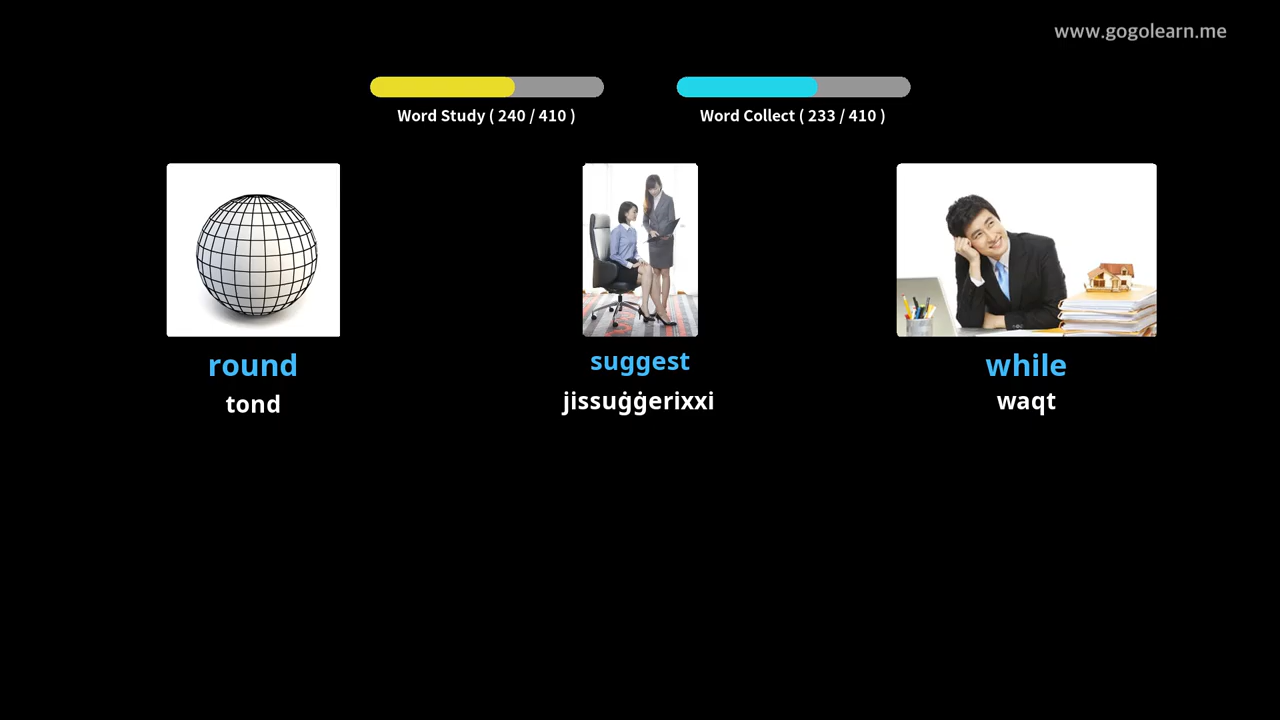 www.gogolearn.me
Word Study ( 240 / 410 )
Word Collect ( 233 / 410 )
round
tond
suggest
jissuġġerixxi
while
waqt